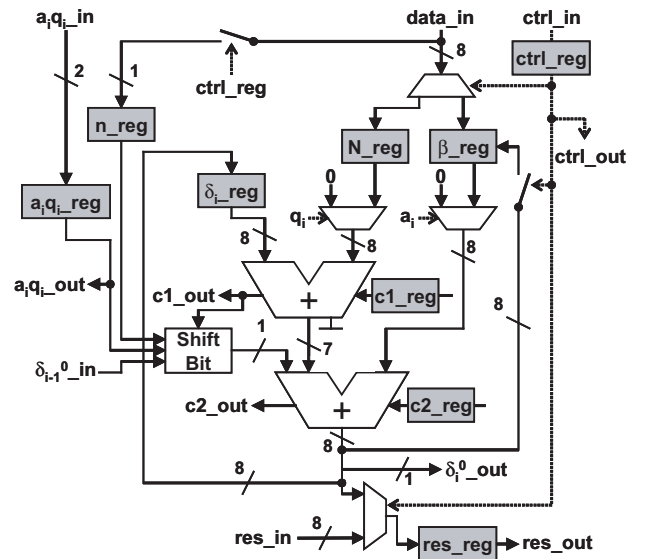 aᵢqᵢ_in
data_in
ctrl_in
2
1
8
ctrl_reg
ctrl_reg
n_reg
ctrl_out
N_reg
β_reg
δᵢ_reg
0
0
aᵢqᵢ_reg
qᵢ
aᵢ
8
8
8
aᵢqᵢ_out
c1_out
+
c1_reg
8
Shift
Bit
1
7
δᵢ₋₁⁰_in
c2_out
+
c2_reg
8
8
1
δᵢ⁰_out
res_in
8
res_reg
res_out